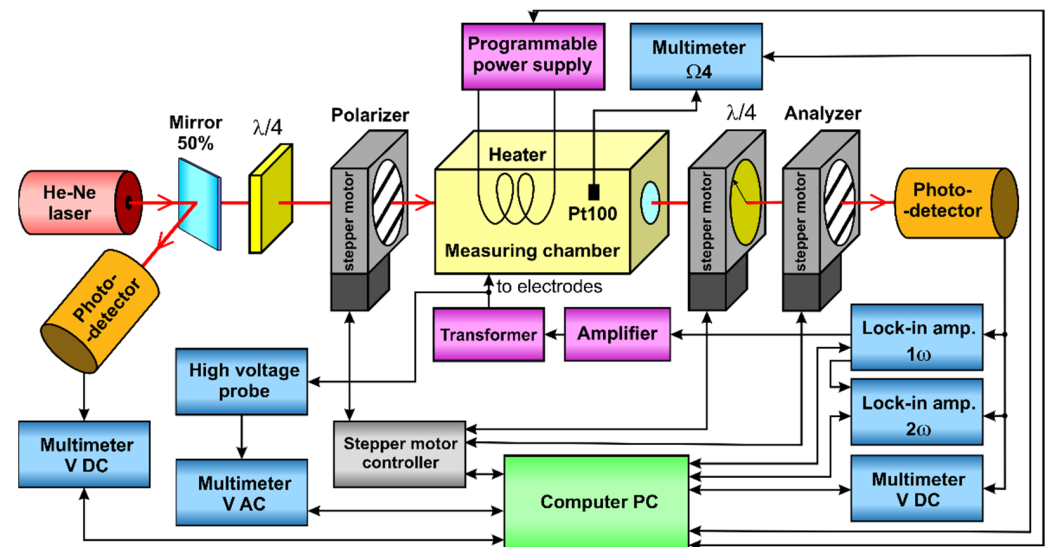 Programmable
power supply
Multimeter
Ω4
Polarizer
λ/4
Analyzer
Mirror
50%
λ/4
He-Ne
laser
stepper motor
Heater
Pt100
Measuring chamber
stepper motor
stepper motor
Photo-
-detector
Photo-
-detector
to electrodes
Transformer
Amplifier
Lock-in amp.
1ω
High voltage
probe
Lock-in amp.
2ω
Multimeter
V DC
Stepper motor
controller
Multimeter
V AC
Computer PC
Multimeter
V DC